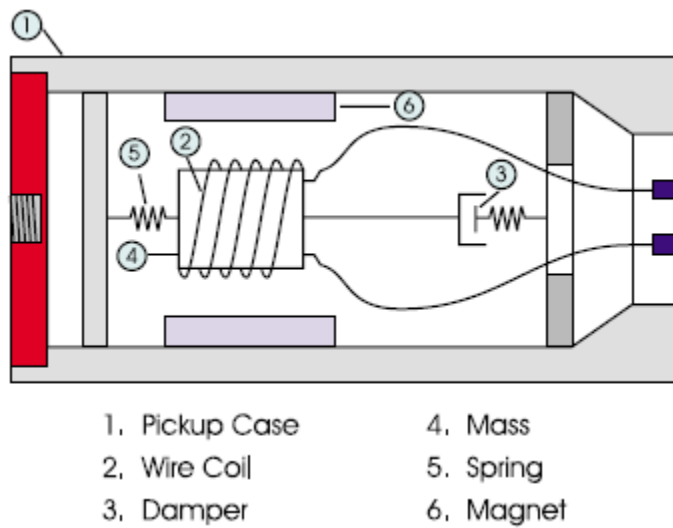 1
6
2
5
3
4
1. Pickup Case
2. Wire Coil
3. Damper
4. Mass
5. Spring
6. Magnet